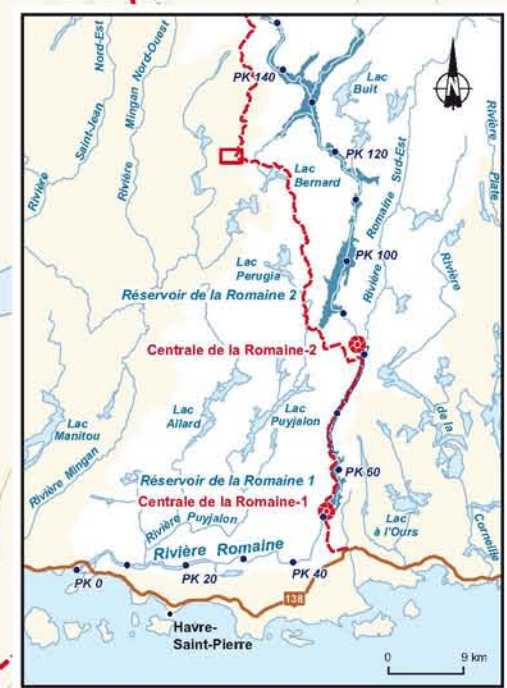 PK 140
Lac
Buit
Nord-Est
Saint-Jean
Rivière
Nord-Ouest
Mingan
Rivière
N
PK 120
Sud-Est
Romaine
Rivière
Rivière
Plate
Lac
Bernard
Lac
Perugia
PK 100
Réservoir de la Romaine 2
Rivière
de la
Corneille
Centrale de la Romaine-2
Lac
Allard
Lac
Puyjalon
Lac
Manitou
Rivière Mingan
PK 60
Réservoir de la Romaine 1
Centrale de la Romaine-1
Rivière Puyjalon
Lac
à l'Ours
Rivière Romaine
PK 0
PK 20
PK 40
138
Havre-
Saint-Pierre
0 9 km